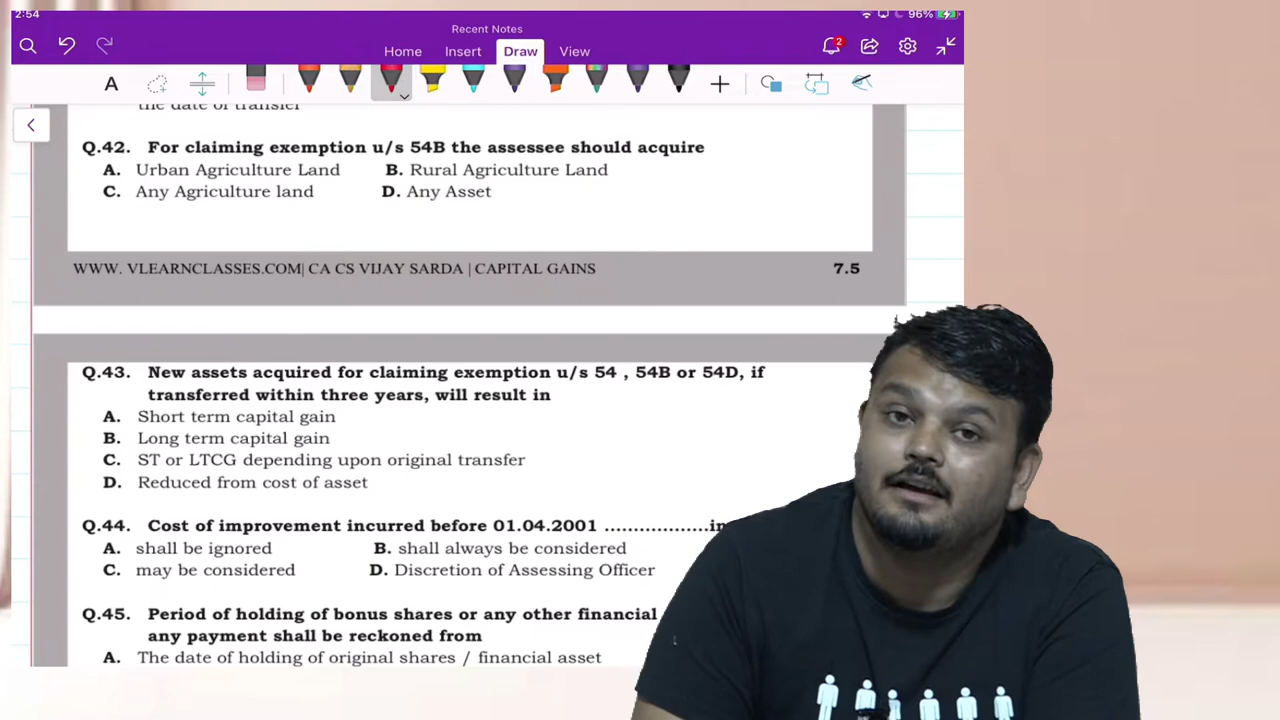 2:54
96%
Recent Notes
Home Insert Draw View
2
A
the date of transfer
Q.42. For claiming exemption u/s 54B the assessee should acquire
A. Urban Agriculture Land B. Rural Agriculture Land
C. Any Agriculture land D. Any Asset
WWW. VLEARNCLASSES.COM| CA CS VIJAY SARDA | CAPITAL GAINS 7.5
Q.43. New assets acquired for claiming exemption u/s 54 , 54B or 54D, if
transferred within three years, will result in
A. Short term capital gain
B. Long term capital gain
C. ST or LTCG depending upon original transfer
D. Reduced from cost of asset
Q.44. Cost of improvement incurred before 01.04.2001 ..................in
A. shall be ignored B. shall always be considered
C. may be considered D. Discretion of Assessing Officer
Q.45. Period of holding of bonus shares or any other financial
any payment shall be reckoned from
A. The date of holding of original shares / financial asset